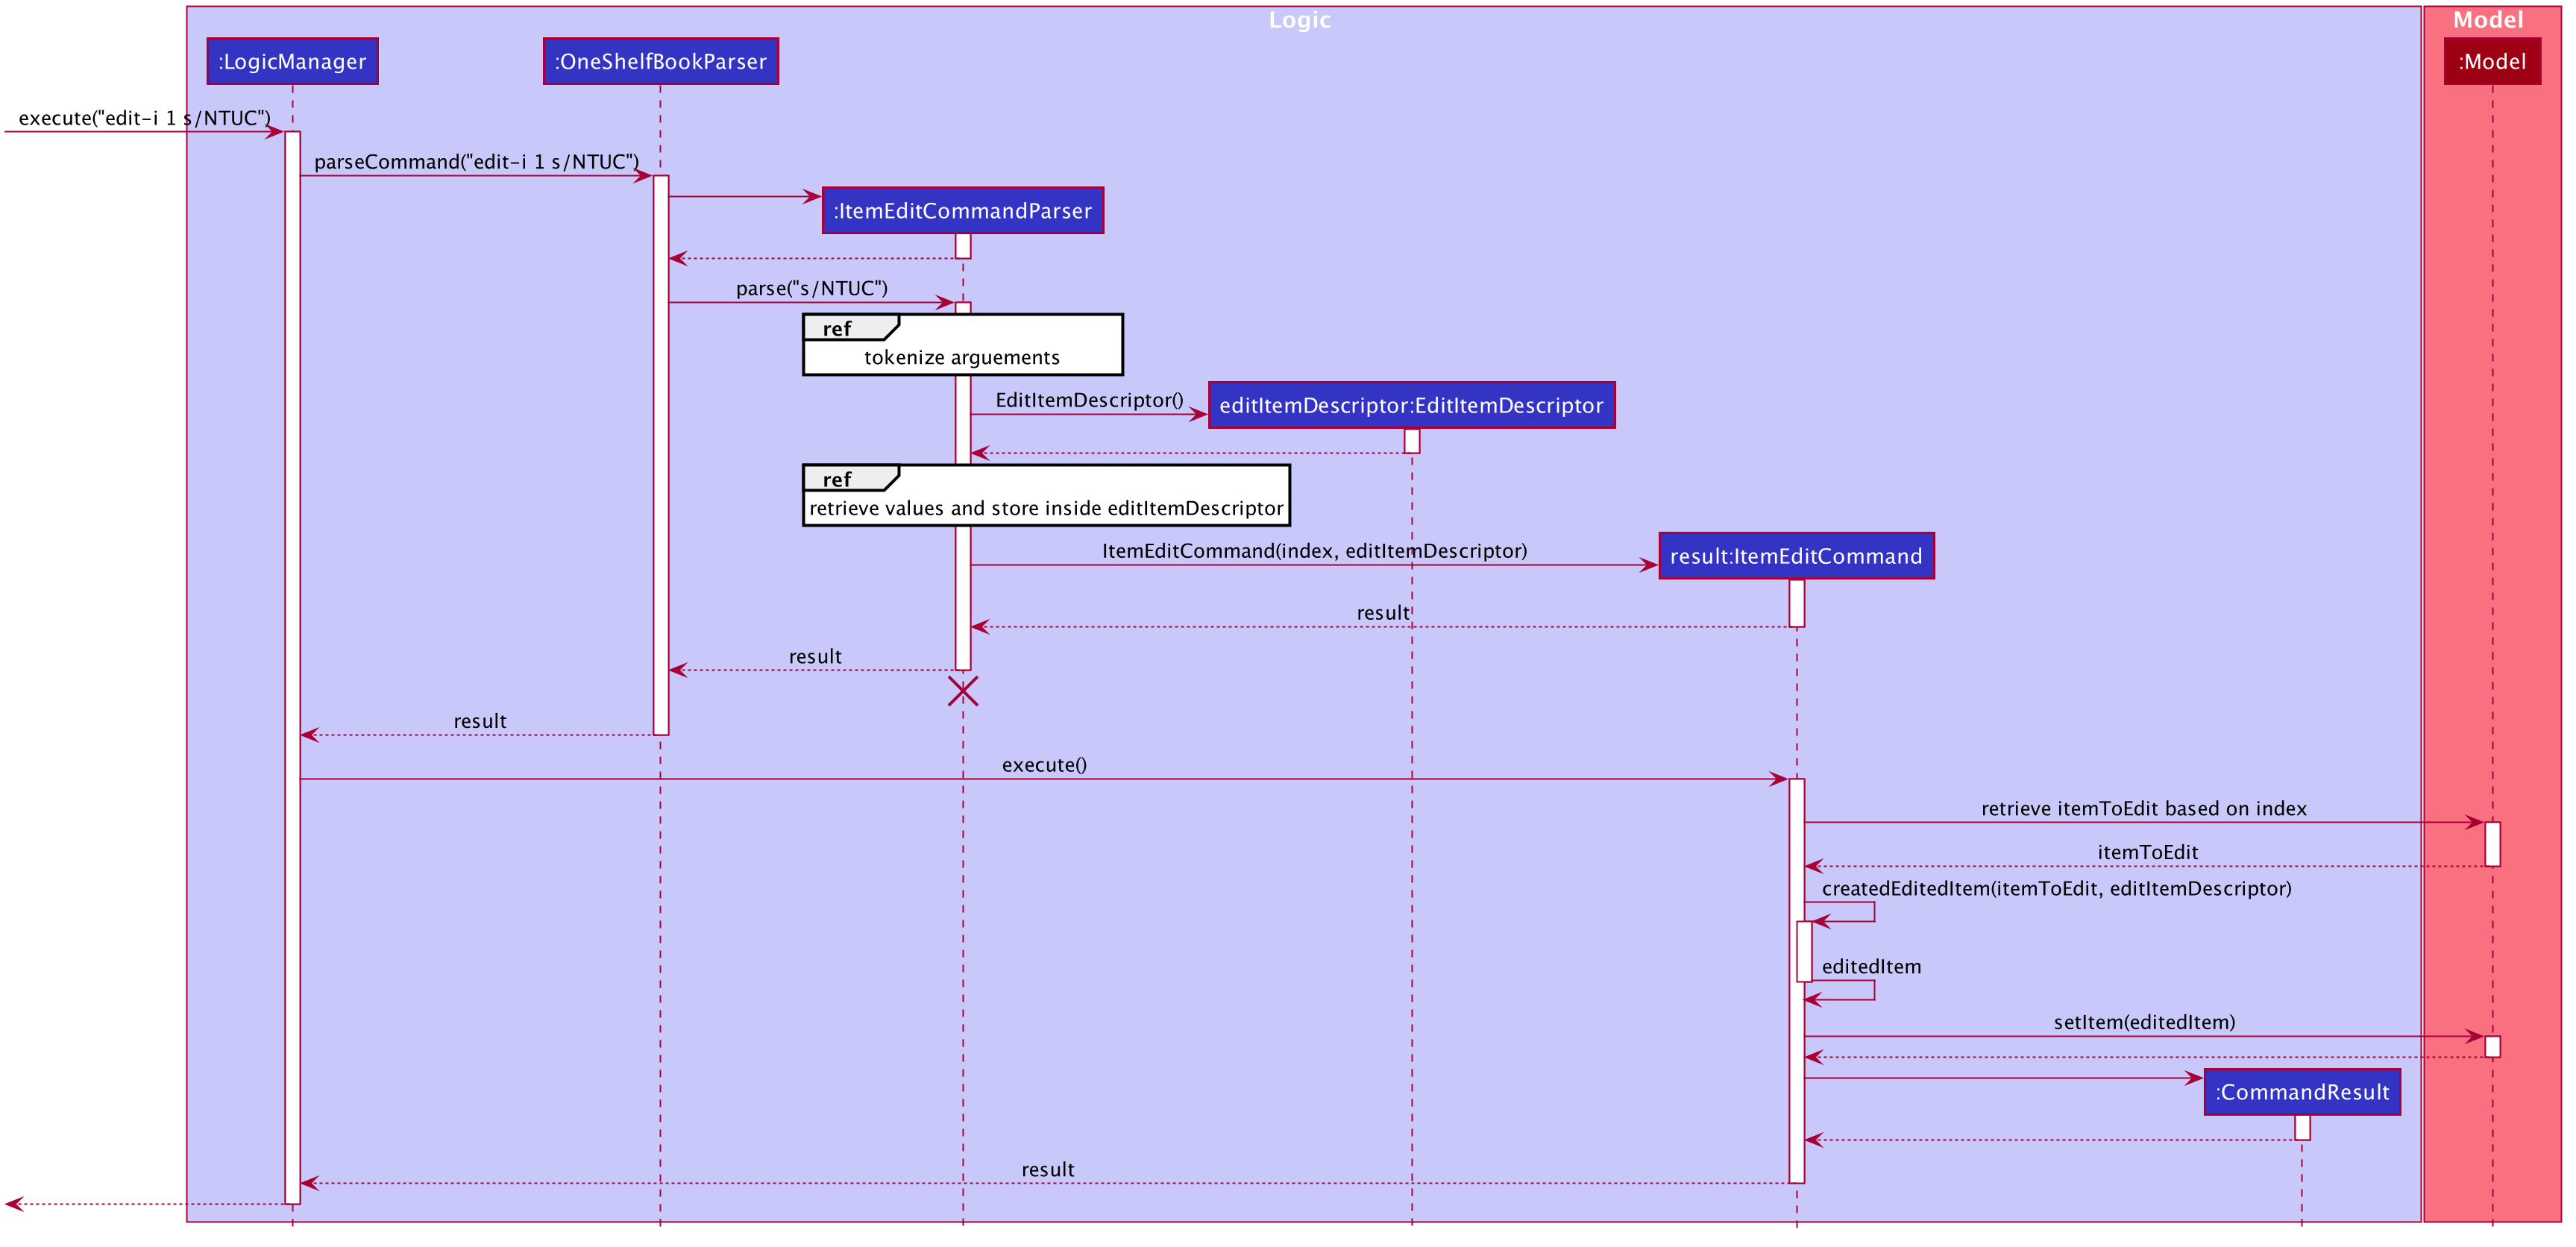 Logic
Model
:LogicManager
:OneShelfBookParser
:Model
execute("edit-i 1 s/NTUC")
parseCommand("edit-i 1 s/NTUC")
:ItemEditCommandParser
parse("s/NTUC")
ref
tokenize arguements
EditItemDescriptor()
editItemDescriptor:EditItemDescriptor
ref
retrieve values and store inside editItemDescriptor
ItemEditCommand(index, editItemDescriptor)
result:ItemEditCommand
result
result
result
execute()
retrieve itemToEdit based on index
itemToEdit
createdEditedItem(itemToEdit, editItemDescriptor)
editedItem
setItem(editedItem)
:CommandResult
result